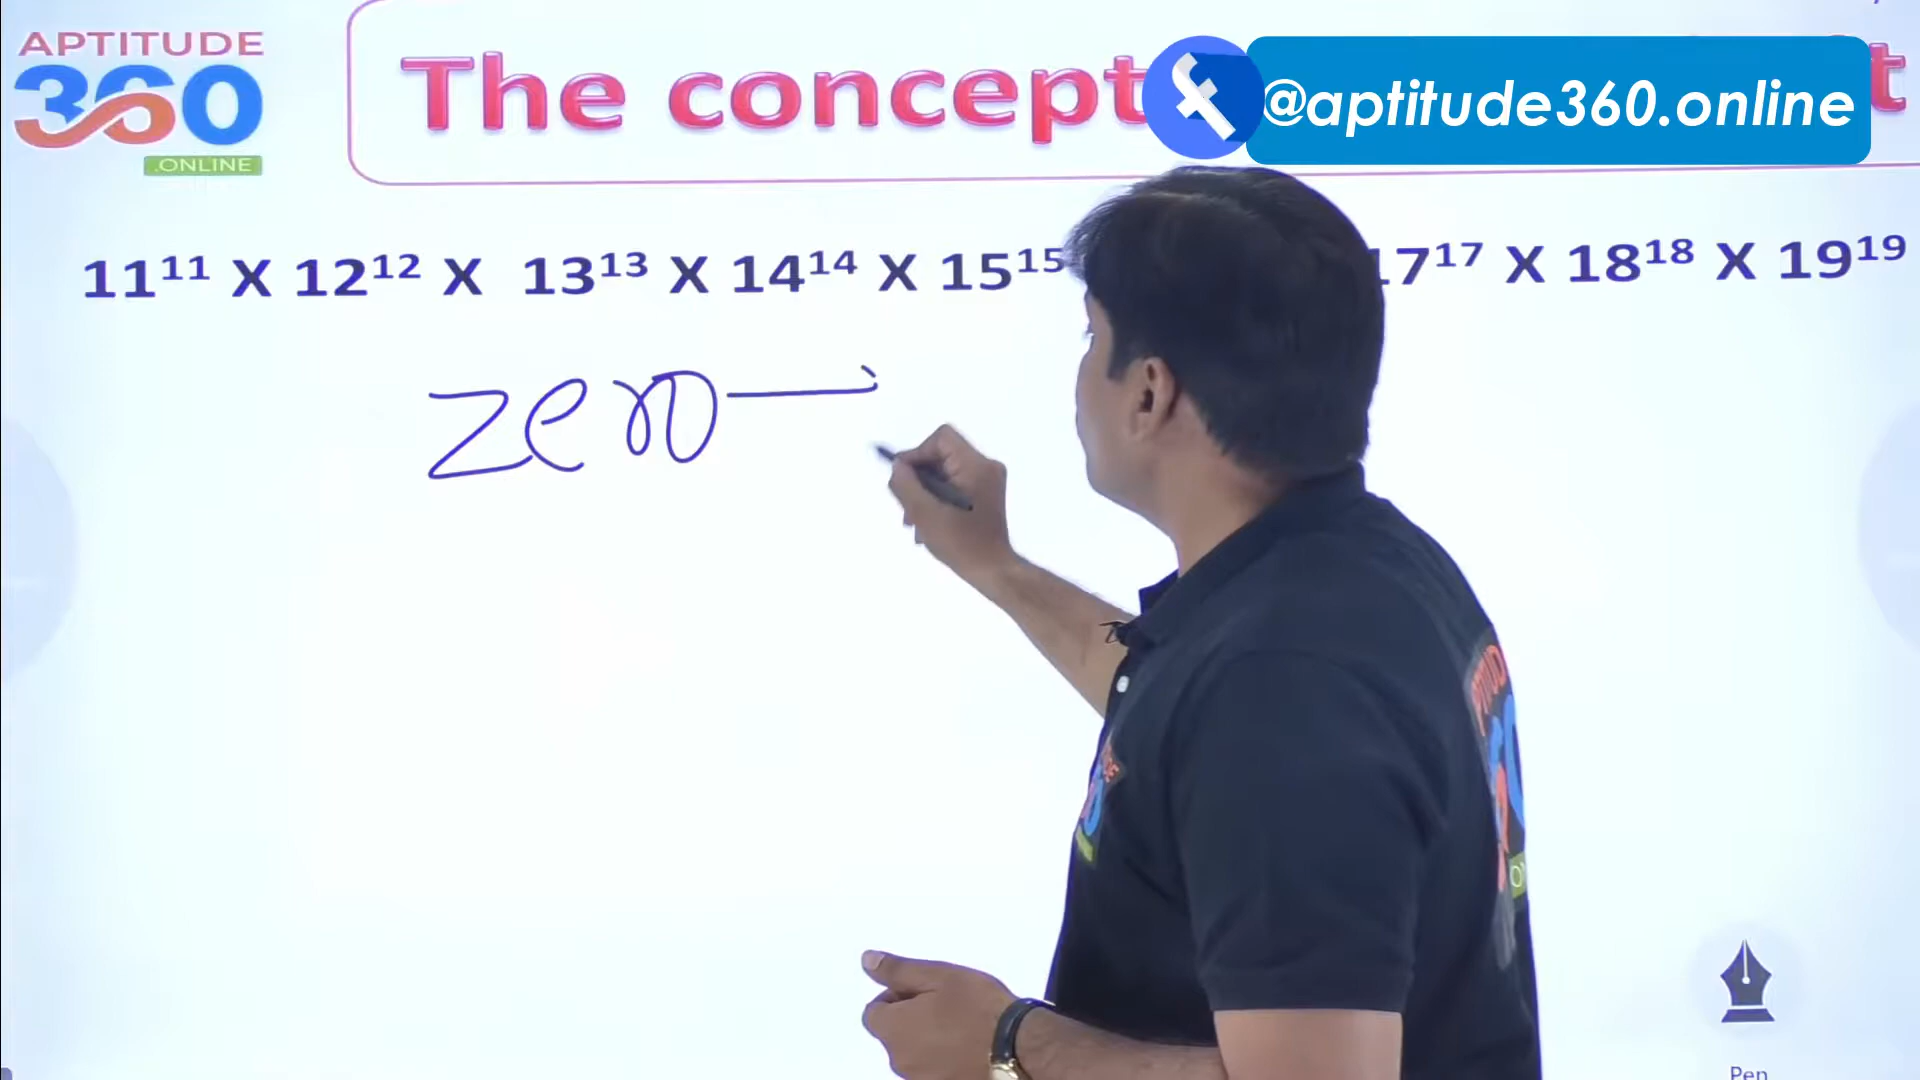 APTITUDE
360
.ONLINE
The concept
@aptitude360.online
11¹¹ X 12¹² X 13¹³ X 14¹⁴ X 15¹⁵ 17¹⁷ X 18¹⁸ X 19¹⁹
zero →
Pen